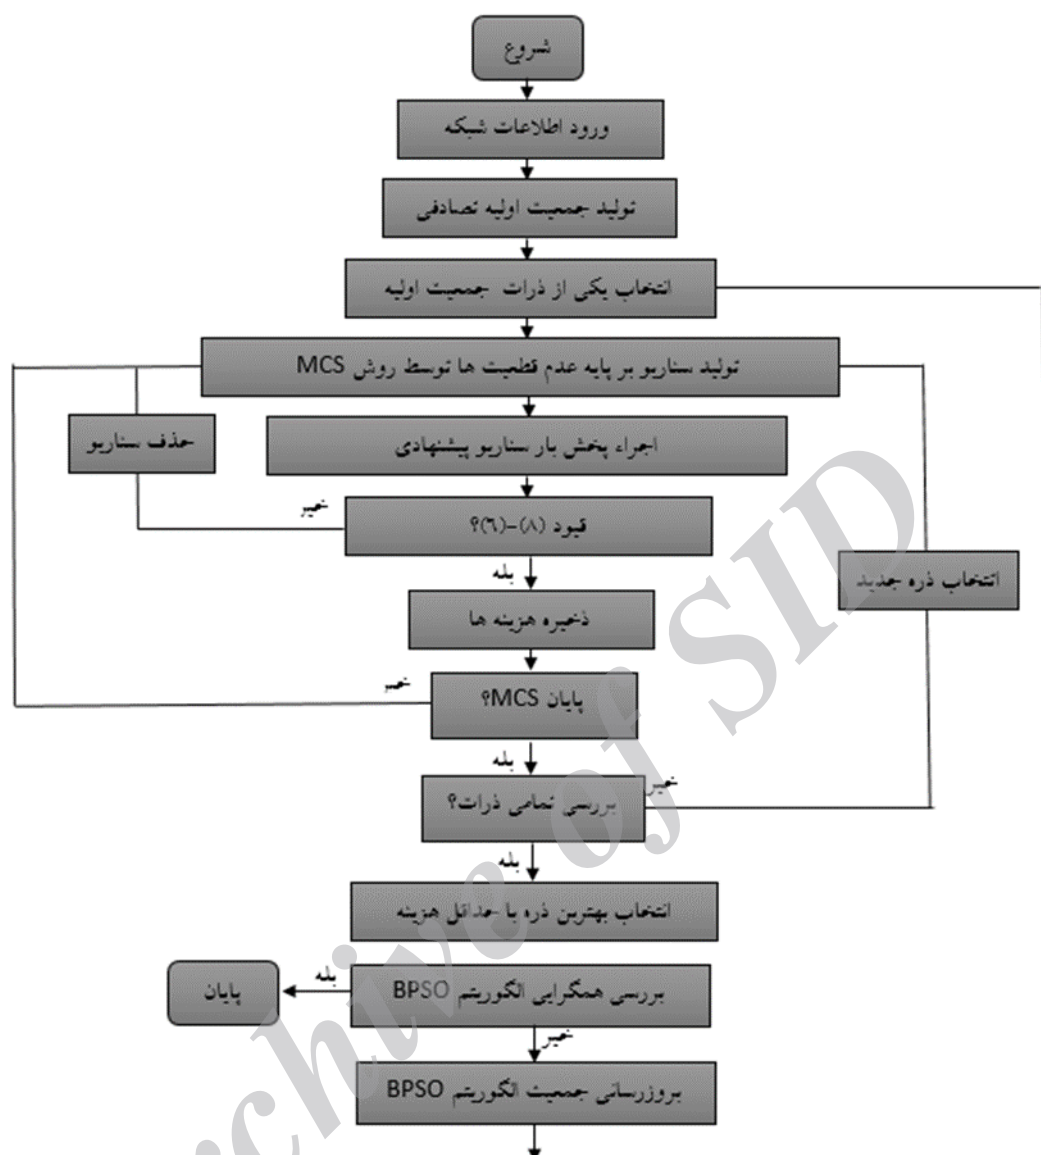 شروع
ورود اطلاعات شبکه
تولید جمعیت اولیه تصادفی
انتخاب یکی از ذرات جمعیت اولیه
تولید سناریو بر پایه عدم قطعیت ها توسط روش MCS
حذف سناریو
اجراء پخش بار سناریو پیشنهادی
خیر
قیود (۸)-(۶)؟
انتخاب ذره جدید
بله
ذخیره هزینه ها
خیر
پایان MCS؟
بله
خیر
بررسی تمامی ذرات؟
بله
انتخاب بهترین ذره با حداقل هزینه
بله
پایان
بررسی همگرایی الگوریتم BPSO
خیر
بروزرسانی جمعیت الگوریتم BPSO
Archive of SID